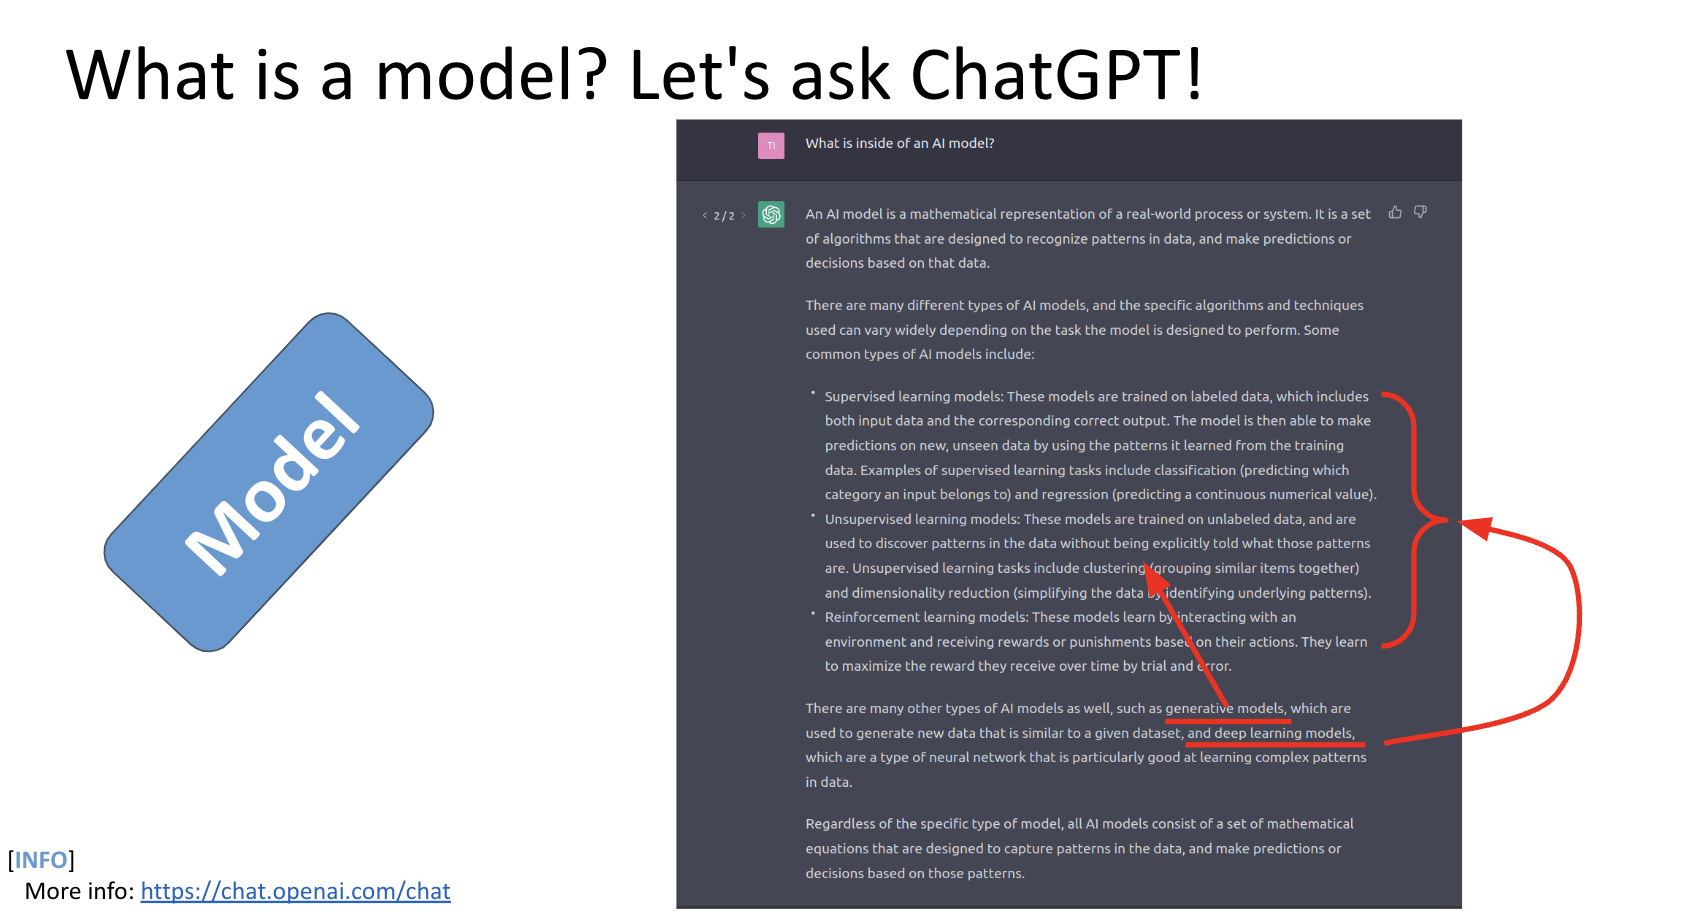 What is a model? Let's ask ChatGPT!
TI
What is inside of an AI model?
< 2/2 >
An AI model is a mathematical representation of a real-world process or system. It is a set
of algorithms that are designed to recognize patterns in data, and make predictions or
decisions based on that data.
There are many different types of AI models, and the specific algorithms and techniques
used can vary widely depending on the task the model is designed to perform. Some
common types of AI models include:
• Supervised learning models: These models are trained on labeled data, which includes
both input data and the corresponding correct output. The model is then able to make
predictions on new, unseen data by using the patterns it learned from the training
data. Examples of supervised learning tasks include classification (predicting which
category an input belongs to) and regression (predicting a continuous numerical value).
• Unsupervised learning models: These models are trained on unlabeled data, and are
used to discover patterns in the data without being explicitly told what those patterns
are. Unsupervised learning tasks include clustering (grouping similar items together)
and dimensionality reduction (simplifying the data by identifying underlying patterns).
• Reinforcement learning models: These models learn by interacting with an
environment and receiving rewards or punishments based on their actions. They learn
to maximize the reward they receive over time by trial and error.
There are many other types of AI models as well, such as generative models, which are
used to generate new data that is similar to a given dataset, and deep learning models,
which are a type of neural network that is particularly good at learning complex patterns
in data.
Regardless of the specific type of model, all AI models consist of a set of mathematical
equations that are designed to capture patterns in the data, and make predictions or
decisions based on those patterns.
Model
[INFO]
More info: https://chat.openai.com/chat